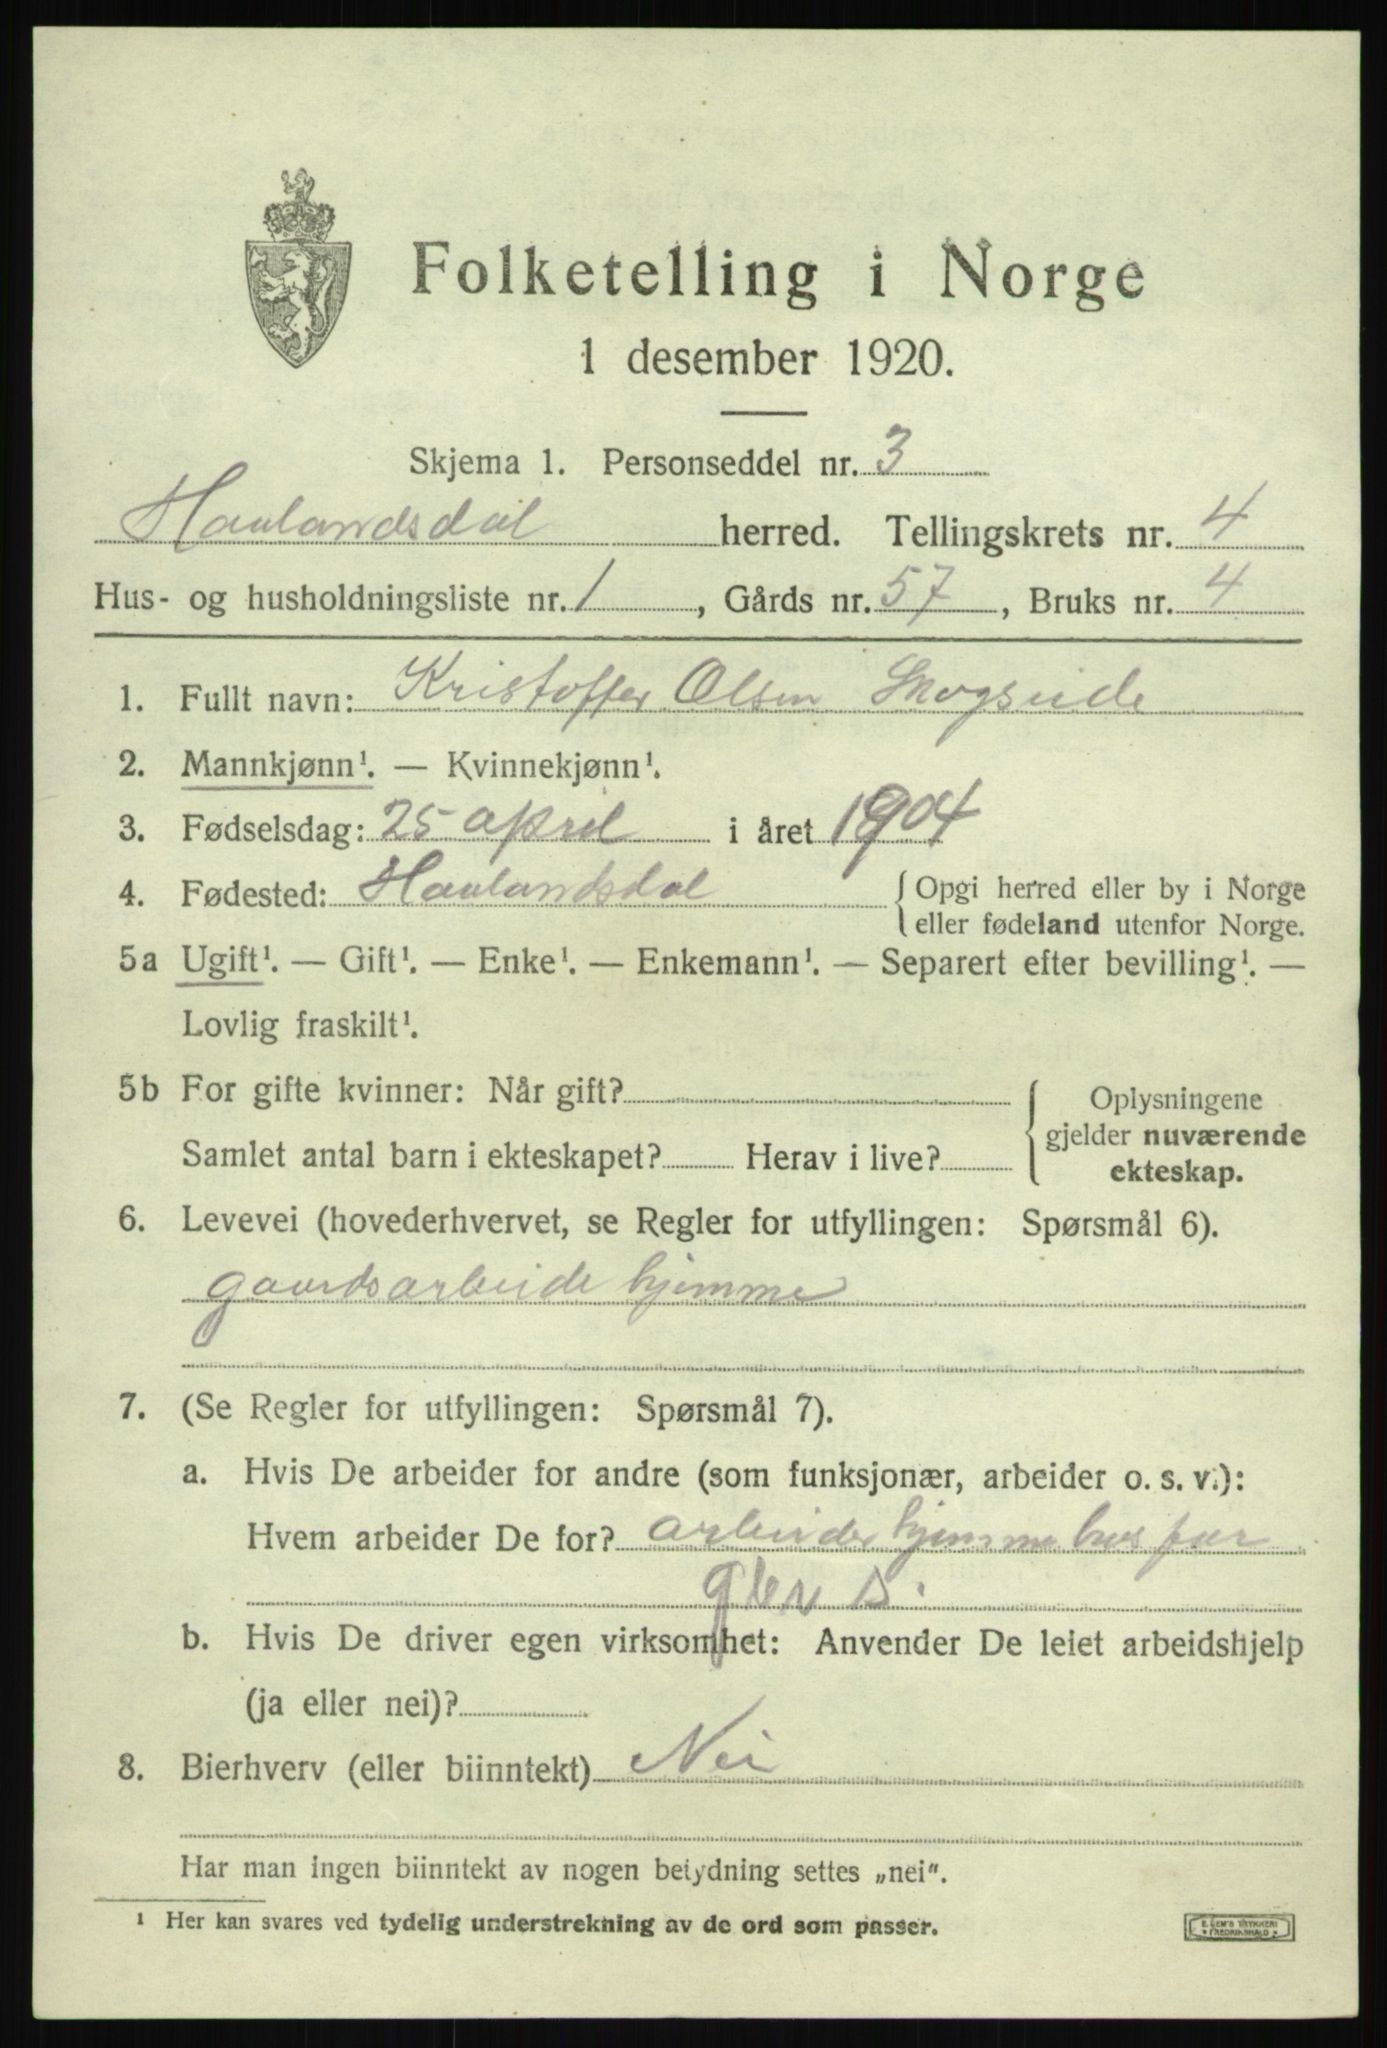 Folketelling i Norge
1 desember 1920.
Skjema 1. Personseddel nr. 3
Haalandsdal herred. Tellingskrets nr. 4
Hus- og husholdningsliste nr. 1, Gårds nr. 57, Bruks nr. 4
1. Fullt navn: Kristoffer Olsen Skogseide
2. Mannkjønn¹. — Kvinnekjønn¹.
3. Fødselsdag: 25 april i året 1904
4. Fødested: Haalandsdal { Opgi herred eller by i Norge
eller fødeland utenfor Norge.
5a Ugift¹. — Gift¹. — Enke¹. — Enkemann¹. — Separert efter bevilling¹. —
Lovlig fraskilt¹.
5b For gifte kvinner: Når gift? { Oplysningene
gjelder nuværende
Samlet antal barn i ekteskapet? Herav i live?
ekteskap.
6. Levevei (hovederhvervet, se Regler for utfyllingen: Spørsmål 6).
gaardsarbeide hjemme
7. (Se Regler for utfyllingen: Spørsmål 7).
a. Hvis De arbeider for andre (som funksjonær, arbeider o. s. v.):
Hvem arbeider De for? arbeider hjemme hos far
b. Hvis De driver egen virksomhet: Anvender De leiet arbeidshjelp
(ja eller nei)?
8. Bierhverv (eller biinntekt) Nei
Har man ingen biinntekt av nogen betydning settes „nei“.
¹ Her kan svares ved tydelig understrekning av de ord som passer.
E. SEM'S TRYKKERI
* FREDRIKSHALD *